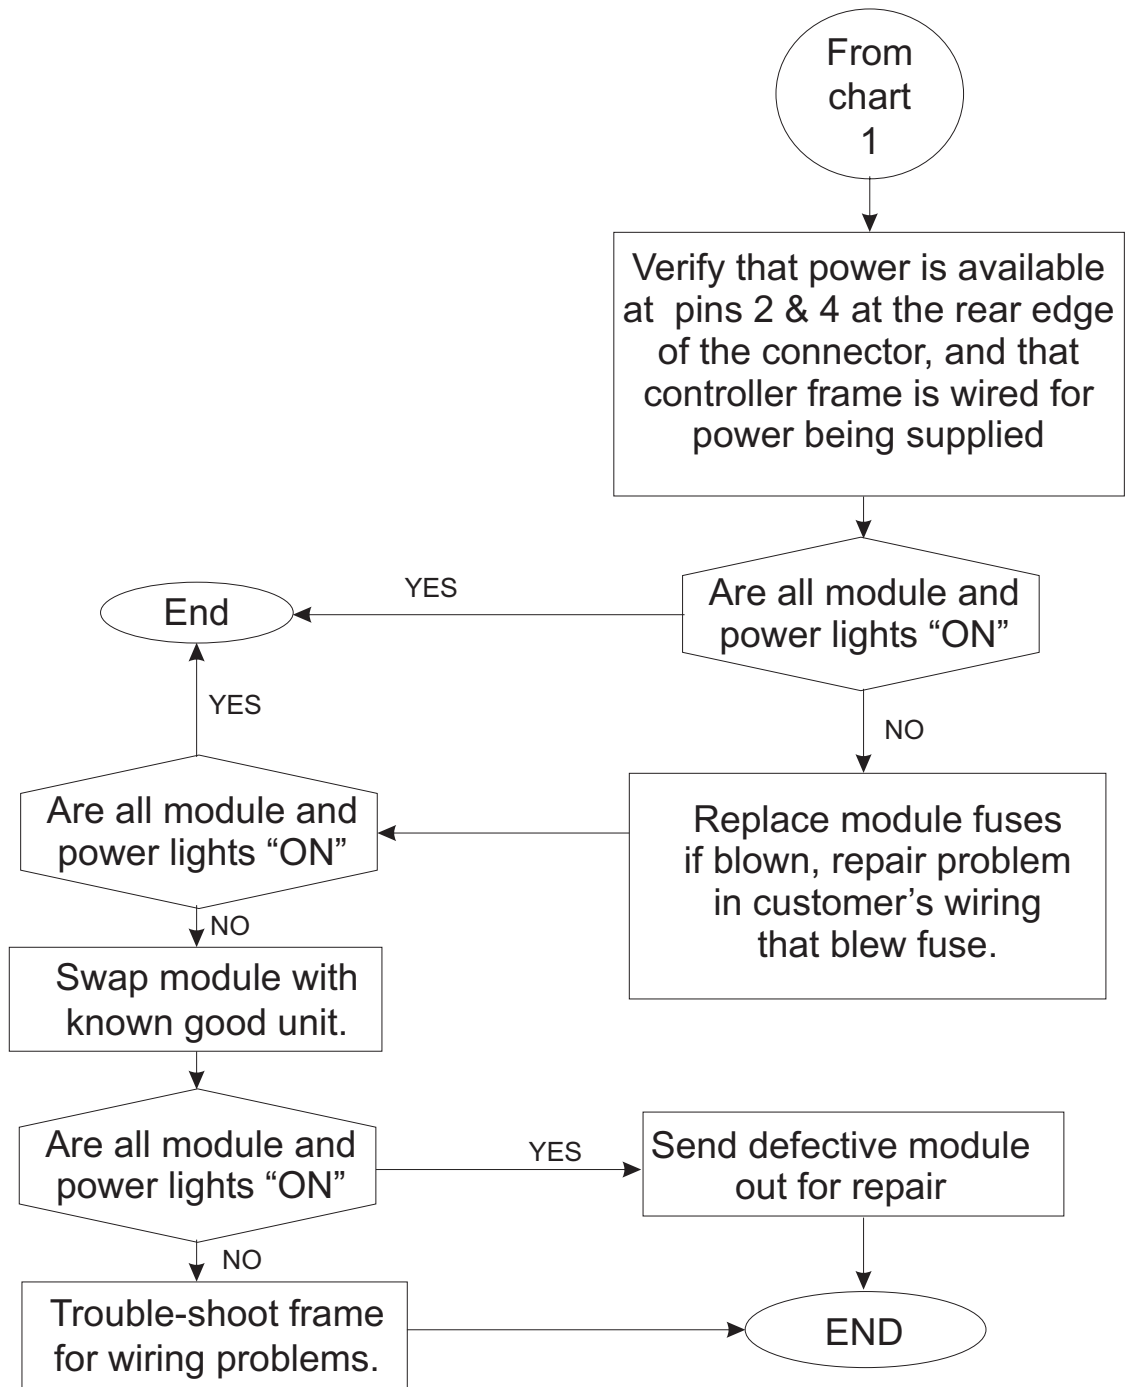 From
chart
1
Verify that power is available
at pins 2 & 4 at the rear edge
of the connector, and that
controller frame is wired for
power being supplied
Are all module and
power lights “ON”
YES
End
NO
Replace module fuses
if blown, repair problem
in customer’s wiring
that blew fuse.
Are all module and
power lights “ON”
YES
NO
Swap module with
known good unit.
Are all module and
power lights “ON”
YES
Send defective module
out for repair
NO
Trouble-shoot frame
for wiring problems.
END